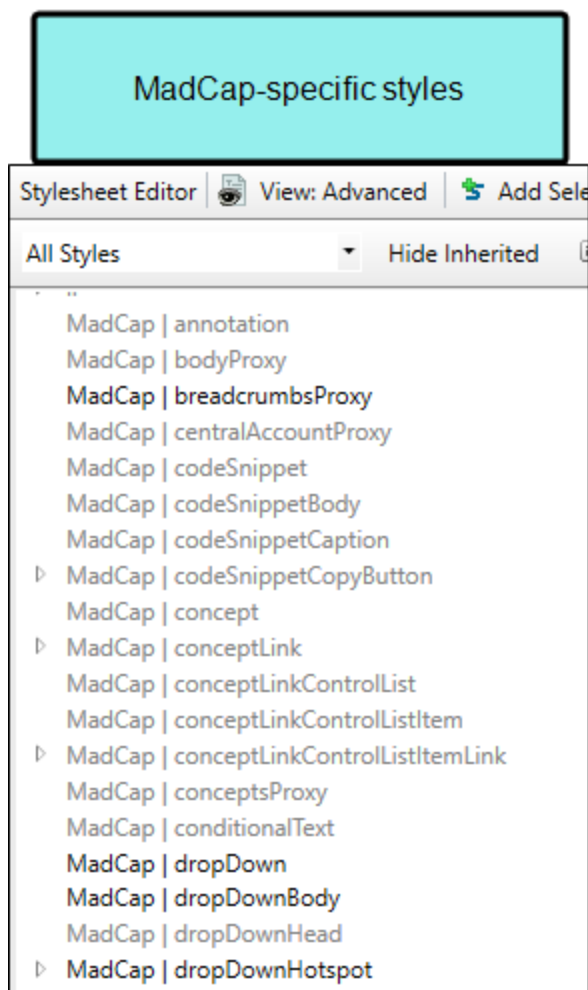 MadCap-specific styles
Stylesheet Editor View: Advanced Add Sele
All Styles Hide Inherited
MadCap | annotation
MadCap | bodyProxy
MadCap | breadcrumbsProxy
MadCap | centralAccountProxy
MadCap | codeSnippet
MadCap | codeSnippetBody
MadCap | codeSnippetCaption
MadCap | codeSnippetCopyButton
MadCap | concept
MadCap | conceptLink
MadCap | conceptLinkControlList
MadCap | conceptLinkControlListItem
MadCap | conceptLinkControlListItemLink
MadCap | conceptsProxy
MadCap | conditionalText
MadCap | dropDown
MadCap | dropDownBody
MadCap | dropDownHead
MadCap | dropDownHotspot